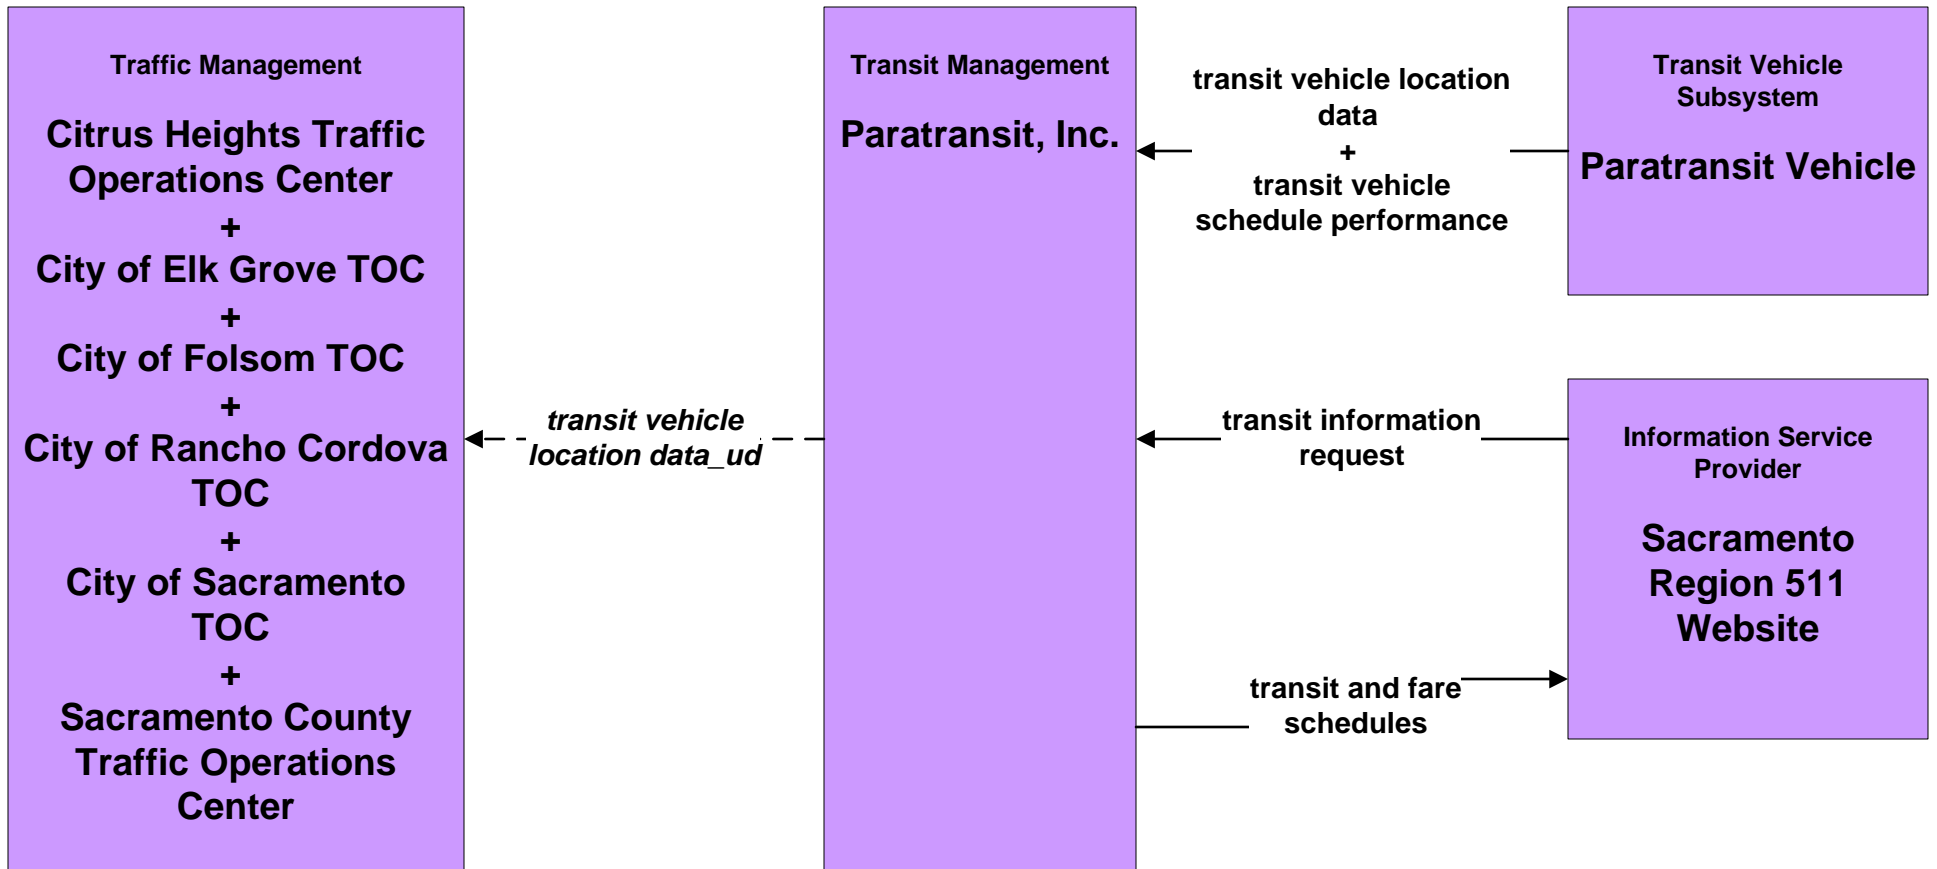 Traffic Management
Citrus Heights Traffic
Operations Center
+
City of Elk Grove TOC
+
City of Folsom TOC
+
City of Rancho Cordova
TOC
+
City of Sacramento
TOC
+
Sacramento County
Traffic Operations
Center
transit vehicle
location data_ud
Transit Management
Paratransit, Inc.
transit vehicle location
data
+
transit vehicle
schedule performance
transit information
request
transit and fare
schedules
Transit Vehicle
Subsystem
Paratransit Vehicle
Information Service
Provider
Sacramento
Region 511
Website